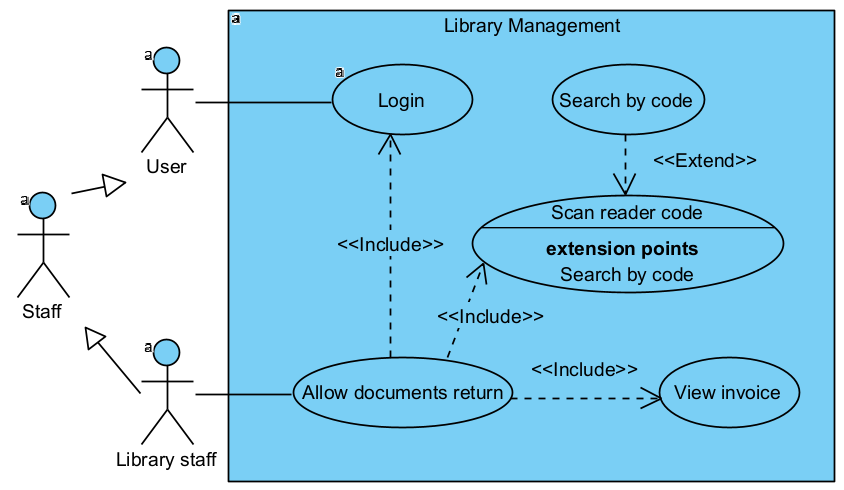 a
Library Management
a
a
Login
Search by code
<<Extend>>
User
a
Scan reader code
extension points
Search by code
<<Include>>
Staff
<<Include>>
a
<<Include>>
Allow documents return
View invoice
Library staff